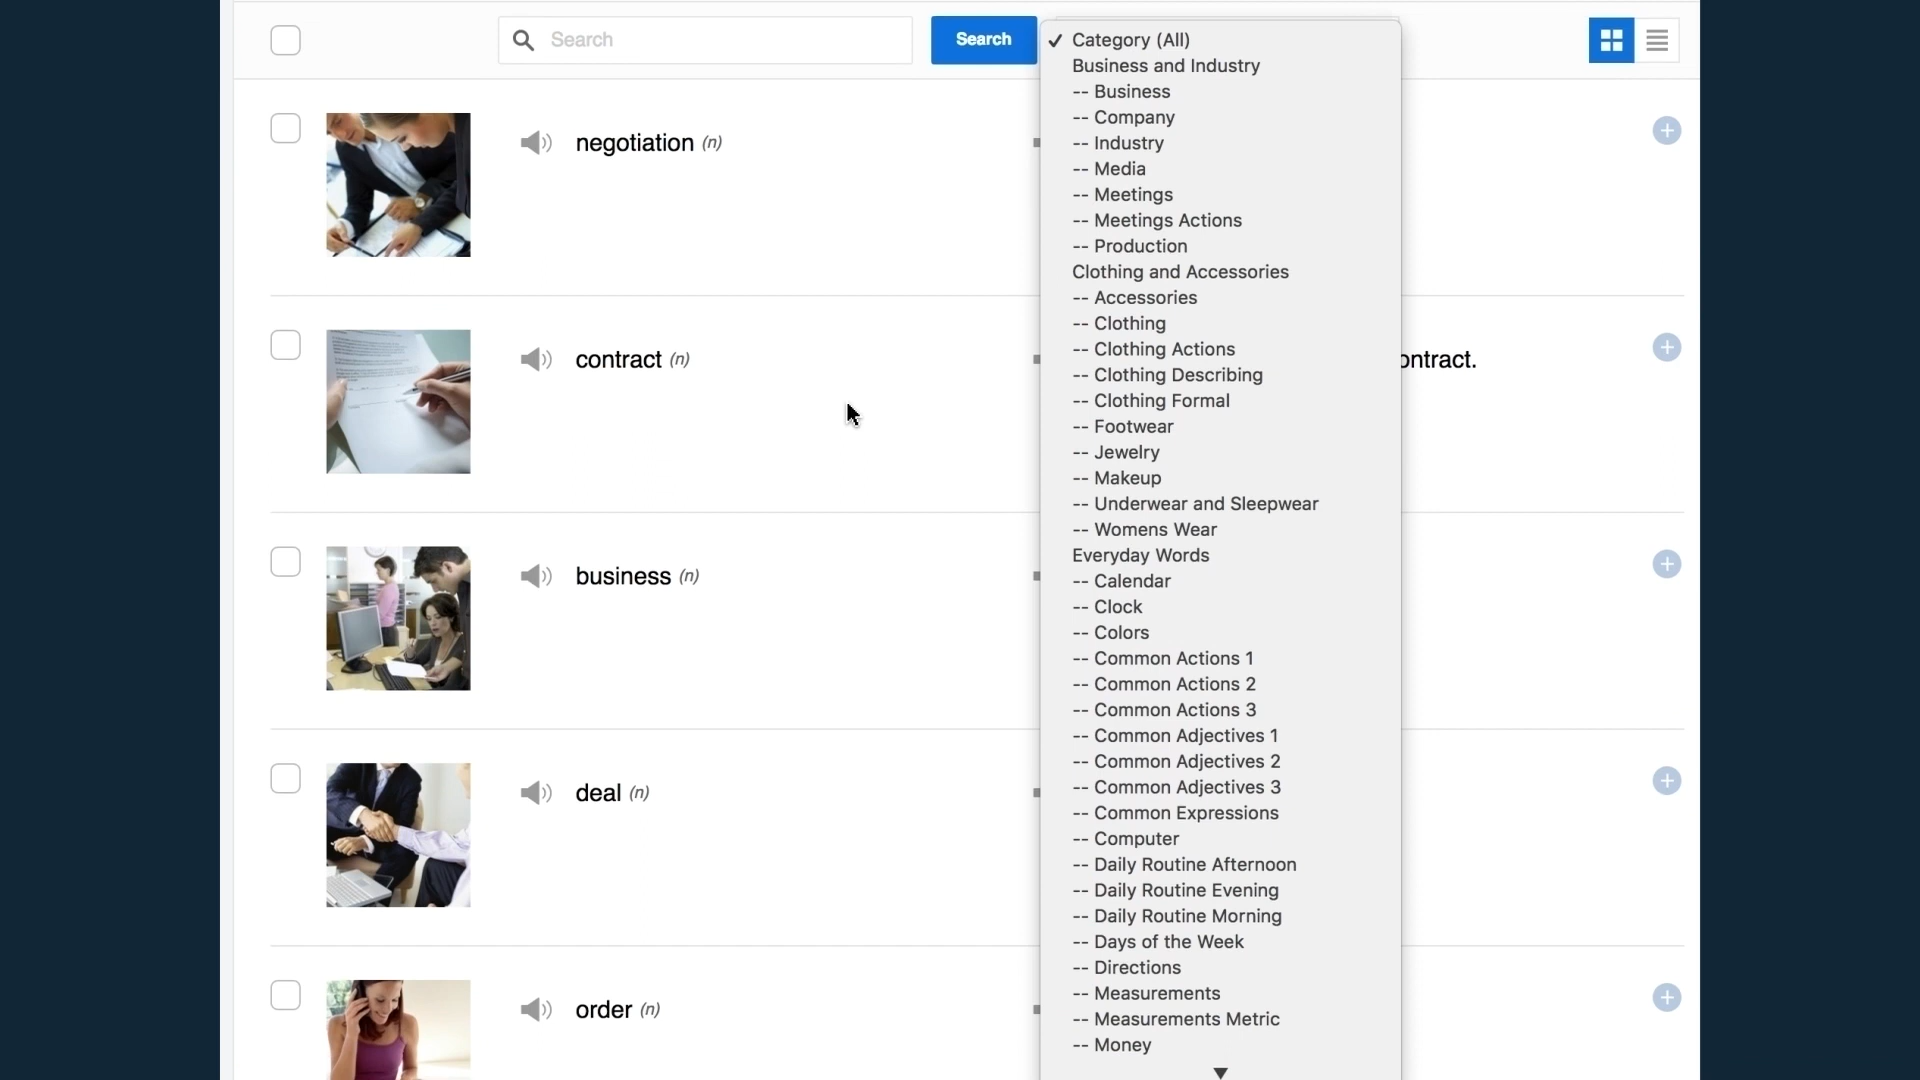 Search
Search
✓ Category (All)
Business and Industry
-- Business
-- Company
-- Industry
-- Media
-- Meetings
-- Meetings Actions
-- Production
Clothing and Accessories
-- Accessories
-- Clothing
-- Clothing Actions
-- Clothing Describing
-- Clothing Formal
-- Footwear
-- Jewelry
-- Makeup
-- Underwear and Sleepwear
-- Womens Wear
Everyday Words
-- Calendar
-- Clock
-- Colors
-- Common Actions 1
-- Common Actions 2
-- Common Actions 3
-- Common Adjectives 1
-- Common Adjectives 2
-- Common Adjectives 3
-- Common Expressions
-- Computer
-- Daily Routine Afternoon
-- Daily Routine Evening
-- Daily Routine Morning
-- Days of the Week
-- Directions
-- Measurements
-- Measurements Metric
-- Money
negotiation (n)
contract (n)
ontract.
business (n)
deal (n)
order (n)